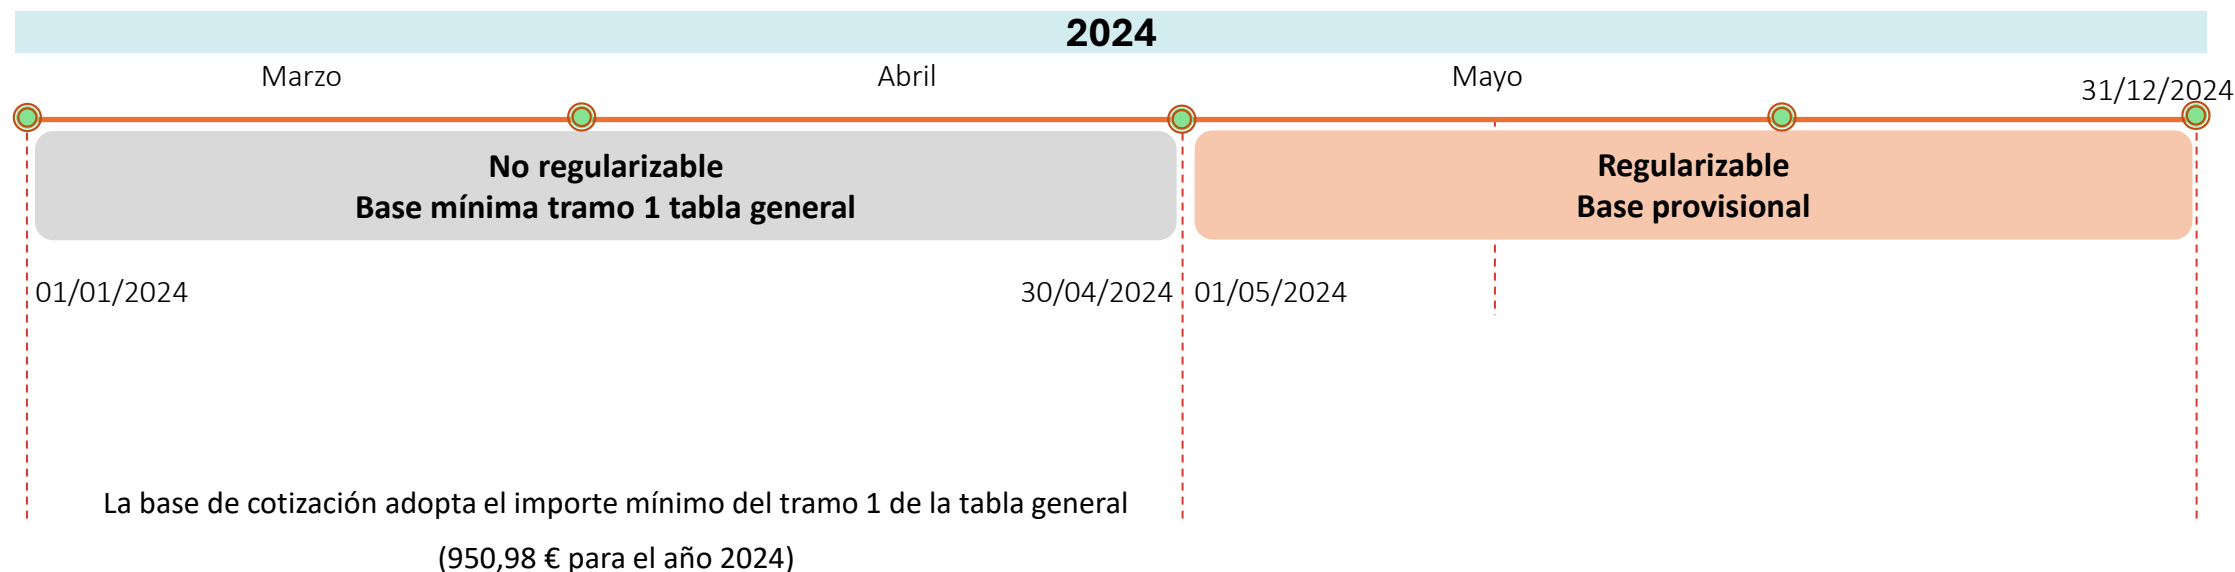 2024
Marzo
Abril
Mayo
31/12/2024
No regularizable
Base mínima tramo 1 tabla general
Regularizable
Base provisional
01/01/2024
30/04/2024
01/05/2024
La base de cotización adopta el importe mínimo del tramo 1 de la tabla general
(950,98 € para el año 2024)